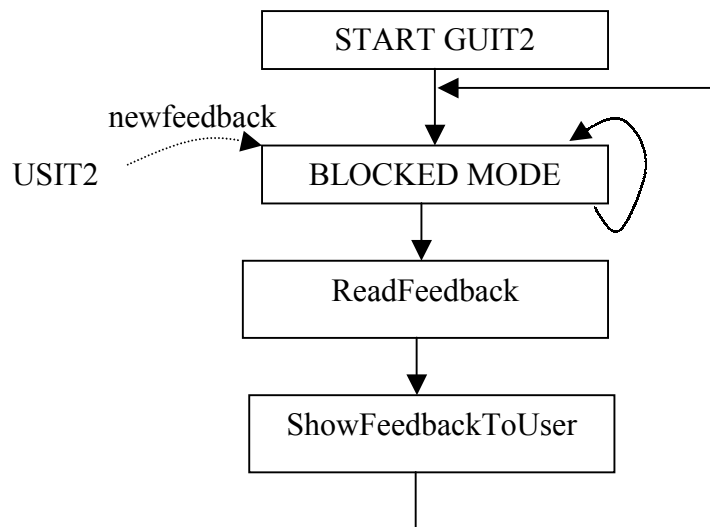 START GUIT2
newfeedback
USIT2
BLOCKED MODE
ReadFeedback
ShowFeedbackToUser